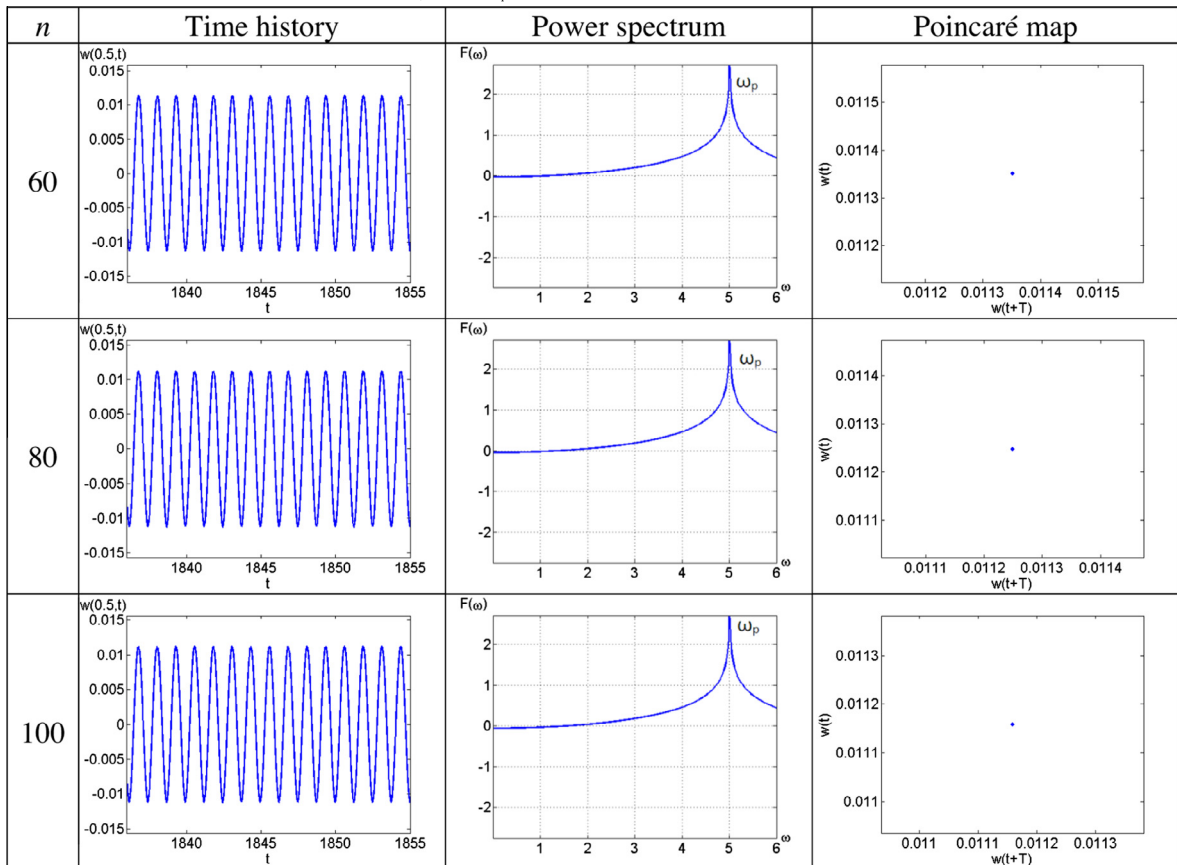 n Time history Power spectrum Poincaré map
60
w(0.5,t)
0.015
0.01
0.005
0
-0.005
-0.01
-0.015
1840 1845 1850 1855
t
F(ω)
2
1
0
-1
-2
ωp
1 2 3 4 5 6
ω
w(t)
0.0115
0.0114
0.0113
0.0112
0.0112 0.0113 0.0114 0.0115
w(t+T)
80
w(0.5,t)
0.015
0.01
0.005
0
-0.005
-0.01
-0.015
1840 1845 1850 1855
t
F(ω)
2
1
0
-1
-2
ωp
1 2 3 4 5 6
ω
w(t)
0.0114
0.0113
0.0112
0.0111
0.0111 0.0112 0.0113 0.0114
w(t+T)
100
w(0.5,t)
0.015
0.01
0.005
0
-0.005
-0.01
-0.015
1840 1845 1850 1855
t
F(ω)
2
1
0
-1
-2
ωp
1 2 3 4 5 6
ω
w(t)
0.0113
0.0112
0.0111
0.011
0.011 0.0111 0.0112 0.0113
w(t+T)